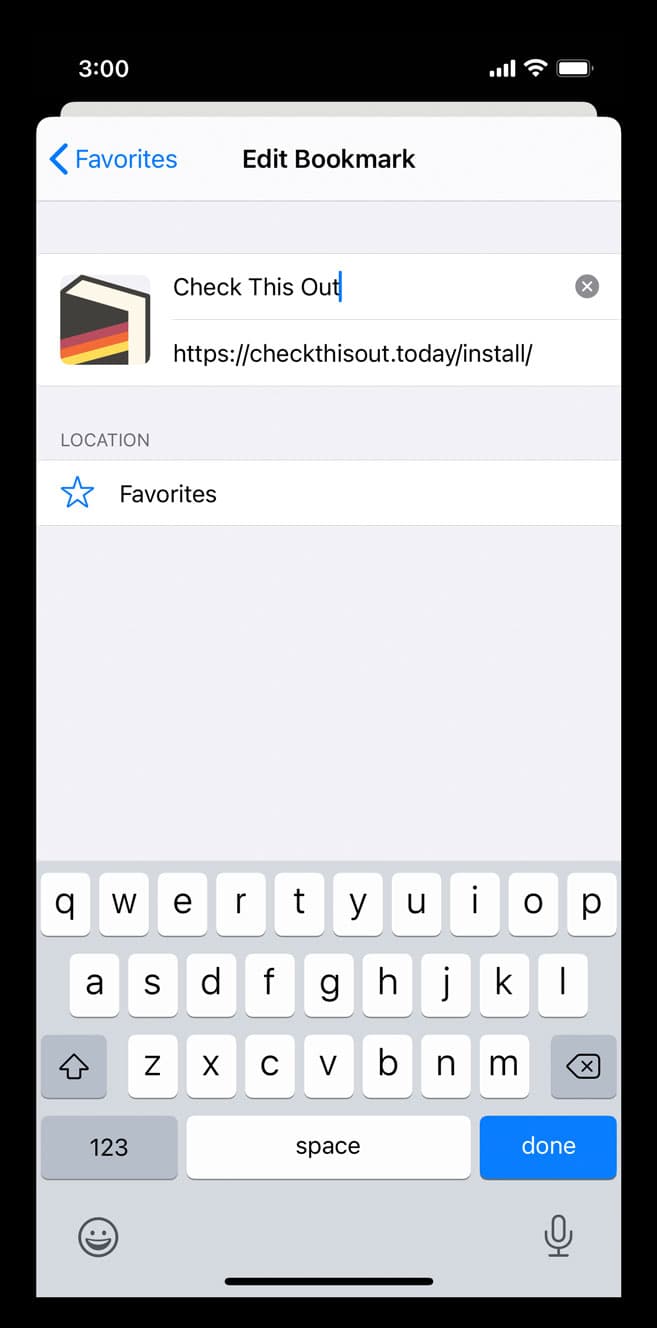 3:00
Favorites
Edit Bookmark
Check This Out
https://checkthisout.today/install/
LOCATION
Favorites
q w e r t y u i o p
a s d f g h j k l
z x c v b n m
123 space done